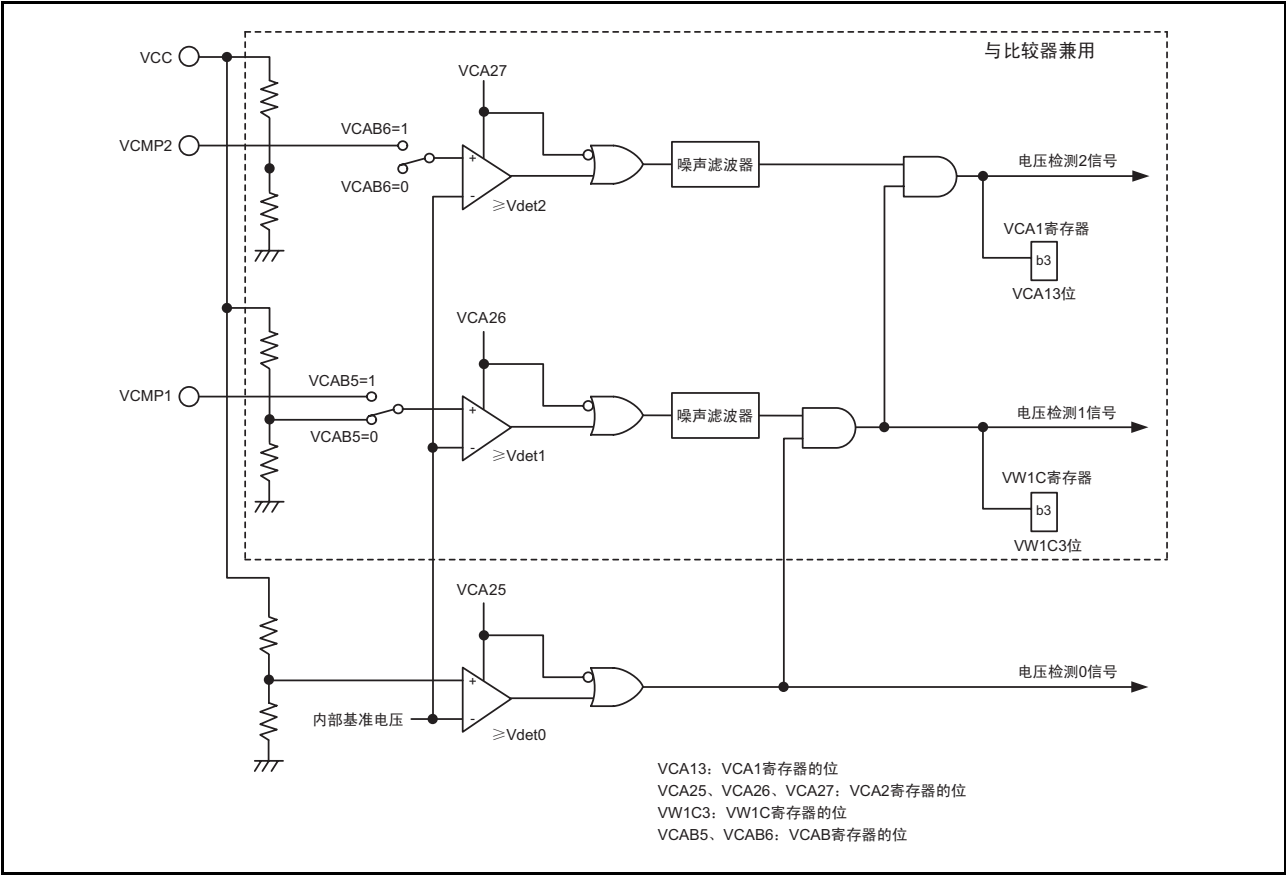 与比较器兼用
VCC
VCA27
VCMP2
VCAB6=1
VCAB6=0
+
-
≥Vdet2
噪声滤波器
电压检测2信号
VCA1寄存器
b3
VCA13位
VCA26
VCMP1
VCAB5=1
VCAB5=0
+
-
≥Vdet1
噪声滤波器
电压检测1信号
VW1C寄存器
b3
VW1C3位
VCA25
+
-
内部基准电压
≥Vdet0
电压检测0信号
VCA13：VCA1寄存器的位
VCA25、VCA26、VCA27：VCA2寄存器的位
VW1C3：VW1C寄存器的位
VCAB5、VCAB6：VCAB寄存器的位